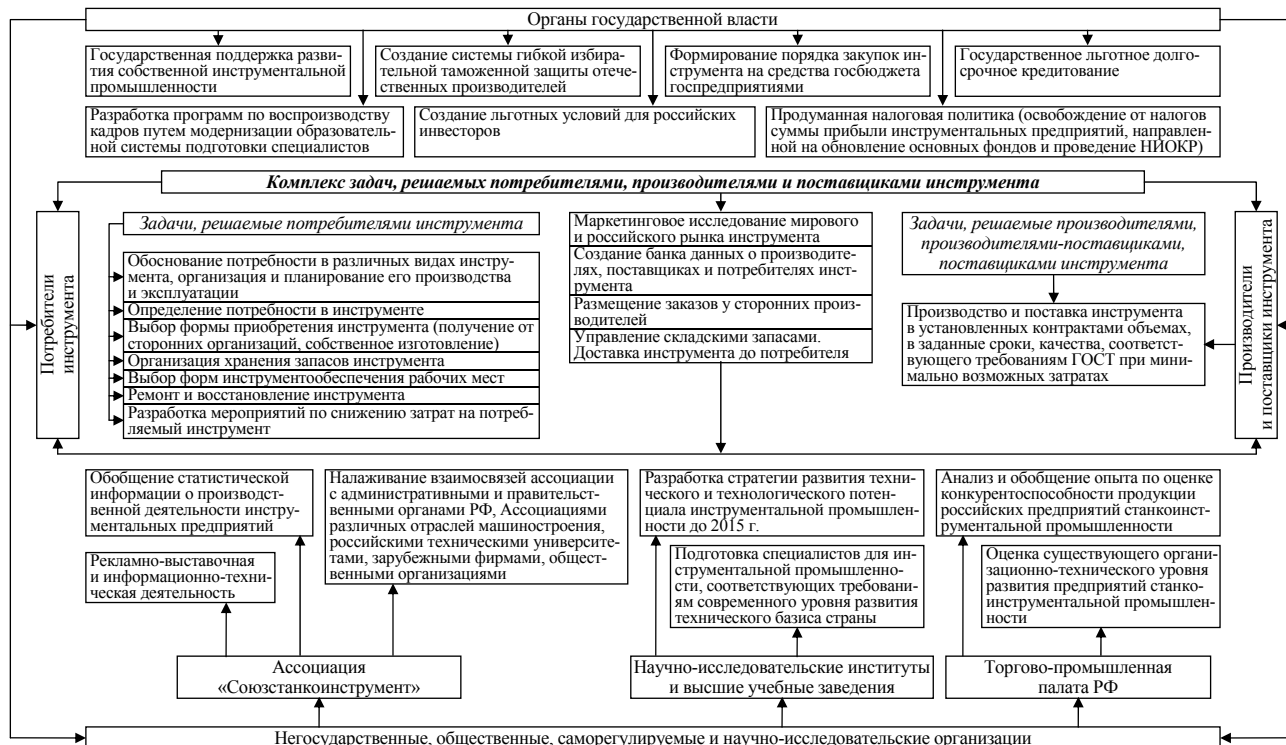 Органы государственной власти
Государственная поддержка разви-
тия собственной инструментальной
промышленности
Создание системы гибкой избира-
тельной таможенной защиты отече-
ственных производителей
Формирование порядка закупок ин-
струмента на средства госбюджета
госпредприятиями
Государственное льготное долго-
срочное кредитование
Разработка программ по воспроизводству
кадров путем модернизации образователь-
ной системы подготовки специалистов
Создание льготных условий для российских
инвесторов
Продуманная налоговая политика (освобождение от налогов
суммы прибыли инструментальных предприятий, направлен-
ной на обновление основных фондов и проведение НИОКР)
Комплекс задач, решаемых потребителями, производителями и поставщиками инструмента
Потребители
инструмента
Задачи, решаемые потребителями инструмента
Обоснование потребности в различных видах инстру-
мента, организация и планирование его производства
и эксплуатации
Определение потребности в инструменте
Выбор формы приобретения инструмента (получение от
сторонних организаций, собственное изготовление)
Организация хранения запасов инструмента
Выбор форм инструментообеспечения рабочих мест
Ремонт и восстановление инструмента
Разработка мероприятий по снижению затрат на потреб-
ляемый инструмент
Маркетинговое исследование мирового
и российского рынка инструмента
Создание банка данных о производите-
лях, поставщиках и потребителях инст-
румента
Размещение заказов у сторонних произ-
водителей
Управление складскими запасами.
Доставка инструмента до потребителя
Задачи, решаемые производителями,
производителями-поставщиками,
поставщиками инструмента
Производство и поставка инструмента
в установленных контрактами объемах,
в заданные сроки, качества, соответст-
вующего требованиям ГОСТ при мини-
мально возможных затратах
Производители
и поставщики инструмента
Обобщение статистической
информации о производст-
венной деятельности инстру-
ментальных предприятий
Налаживание взаимосвязей ассоциации
с административными и правительст-
венными органами РФ, Ассоциациями
различных отраслей машиностроения,
российскими техническими университе-
тами, зарубежными фирмами, общест-
венными организациями
Разработка стратегии развития техни-
ческого и технологического потен-
циала инструментальной промышлен-
ности до 2015 г.
Анализ и обобщение опыта по оценке
конкурентоспособности продукции
российских предприятий станкоинст-
рументальной промышленности
Рекламно-выставочная
и информационно-техни-
ческая деятельность
Подготовка специалистов для ин-
струментальной промышленно-
сти, соответствующих требовани-
ям современного уровня развития
технического базиса страны
Оценка существующего органи-
зационно-технического уровня
развития предприятий станко-
инструментальной промышлен-
ности
Ассоциация
«Союзстанкоинструмент»
Научно-исследовательские институты
и высшие учебные заведения
Торгово-промышленная
палата РФ
Негосударственные, общественные, саморегулируемые и научно-исследовательские организации